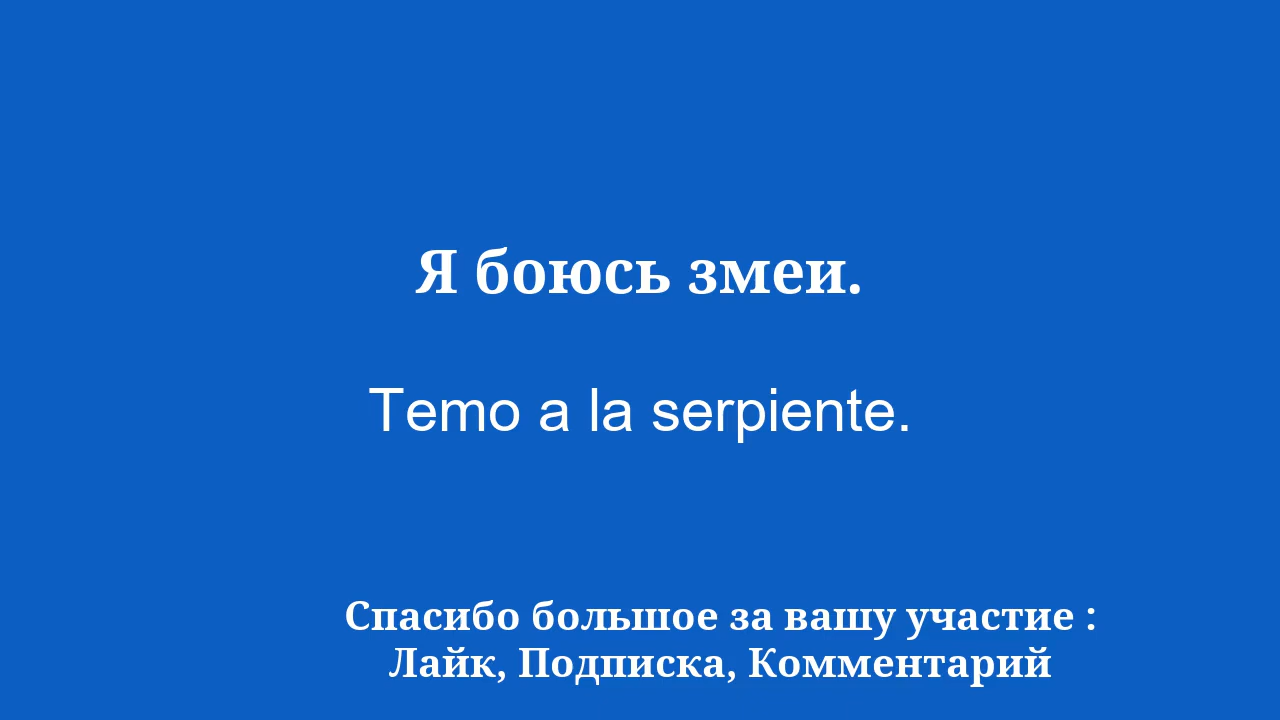 Я боюсь змеи.
Temo a la serpiente.
Спасибо большое за вашу участие :
Лайк, Подписка, Комментарий